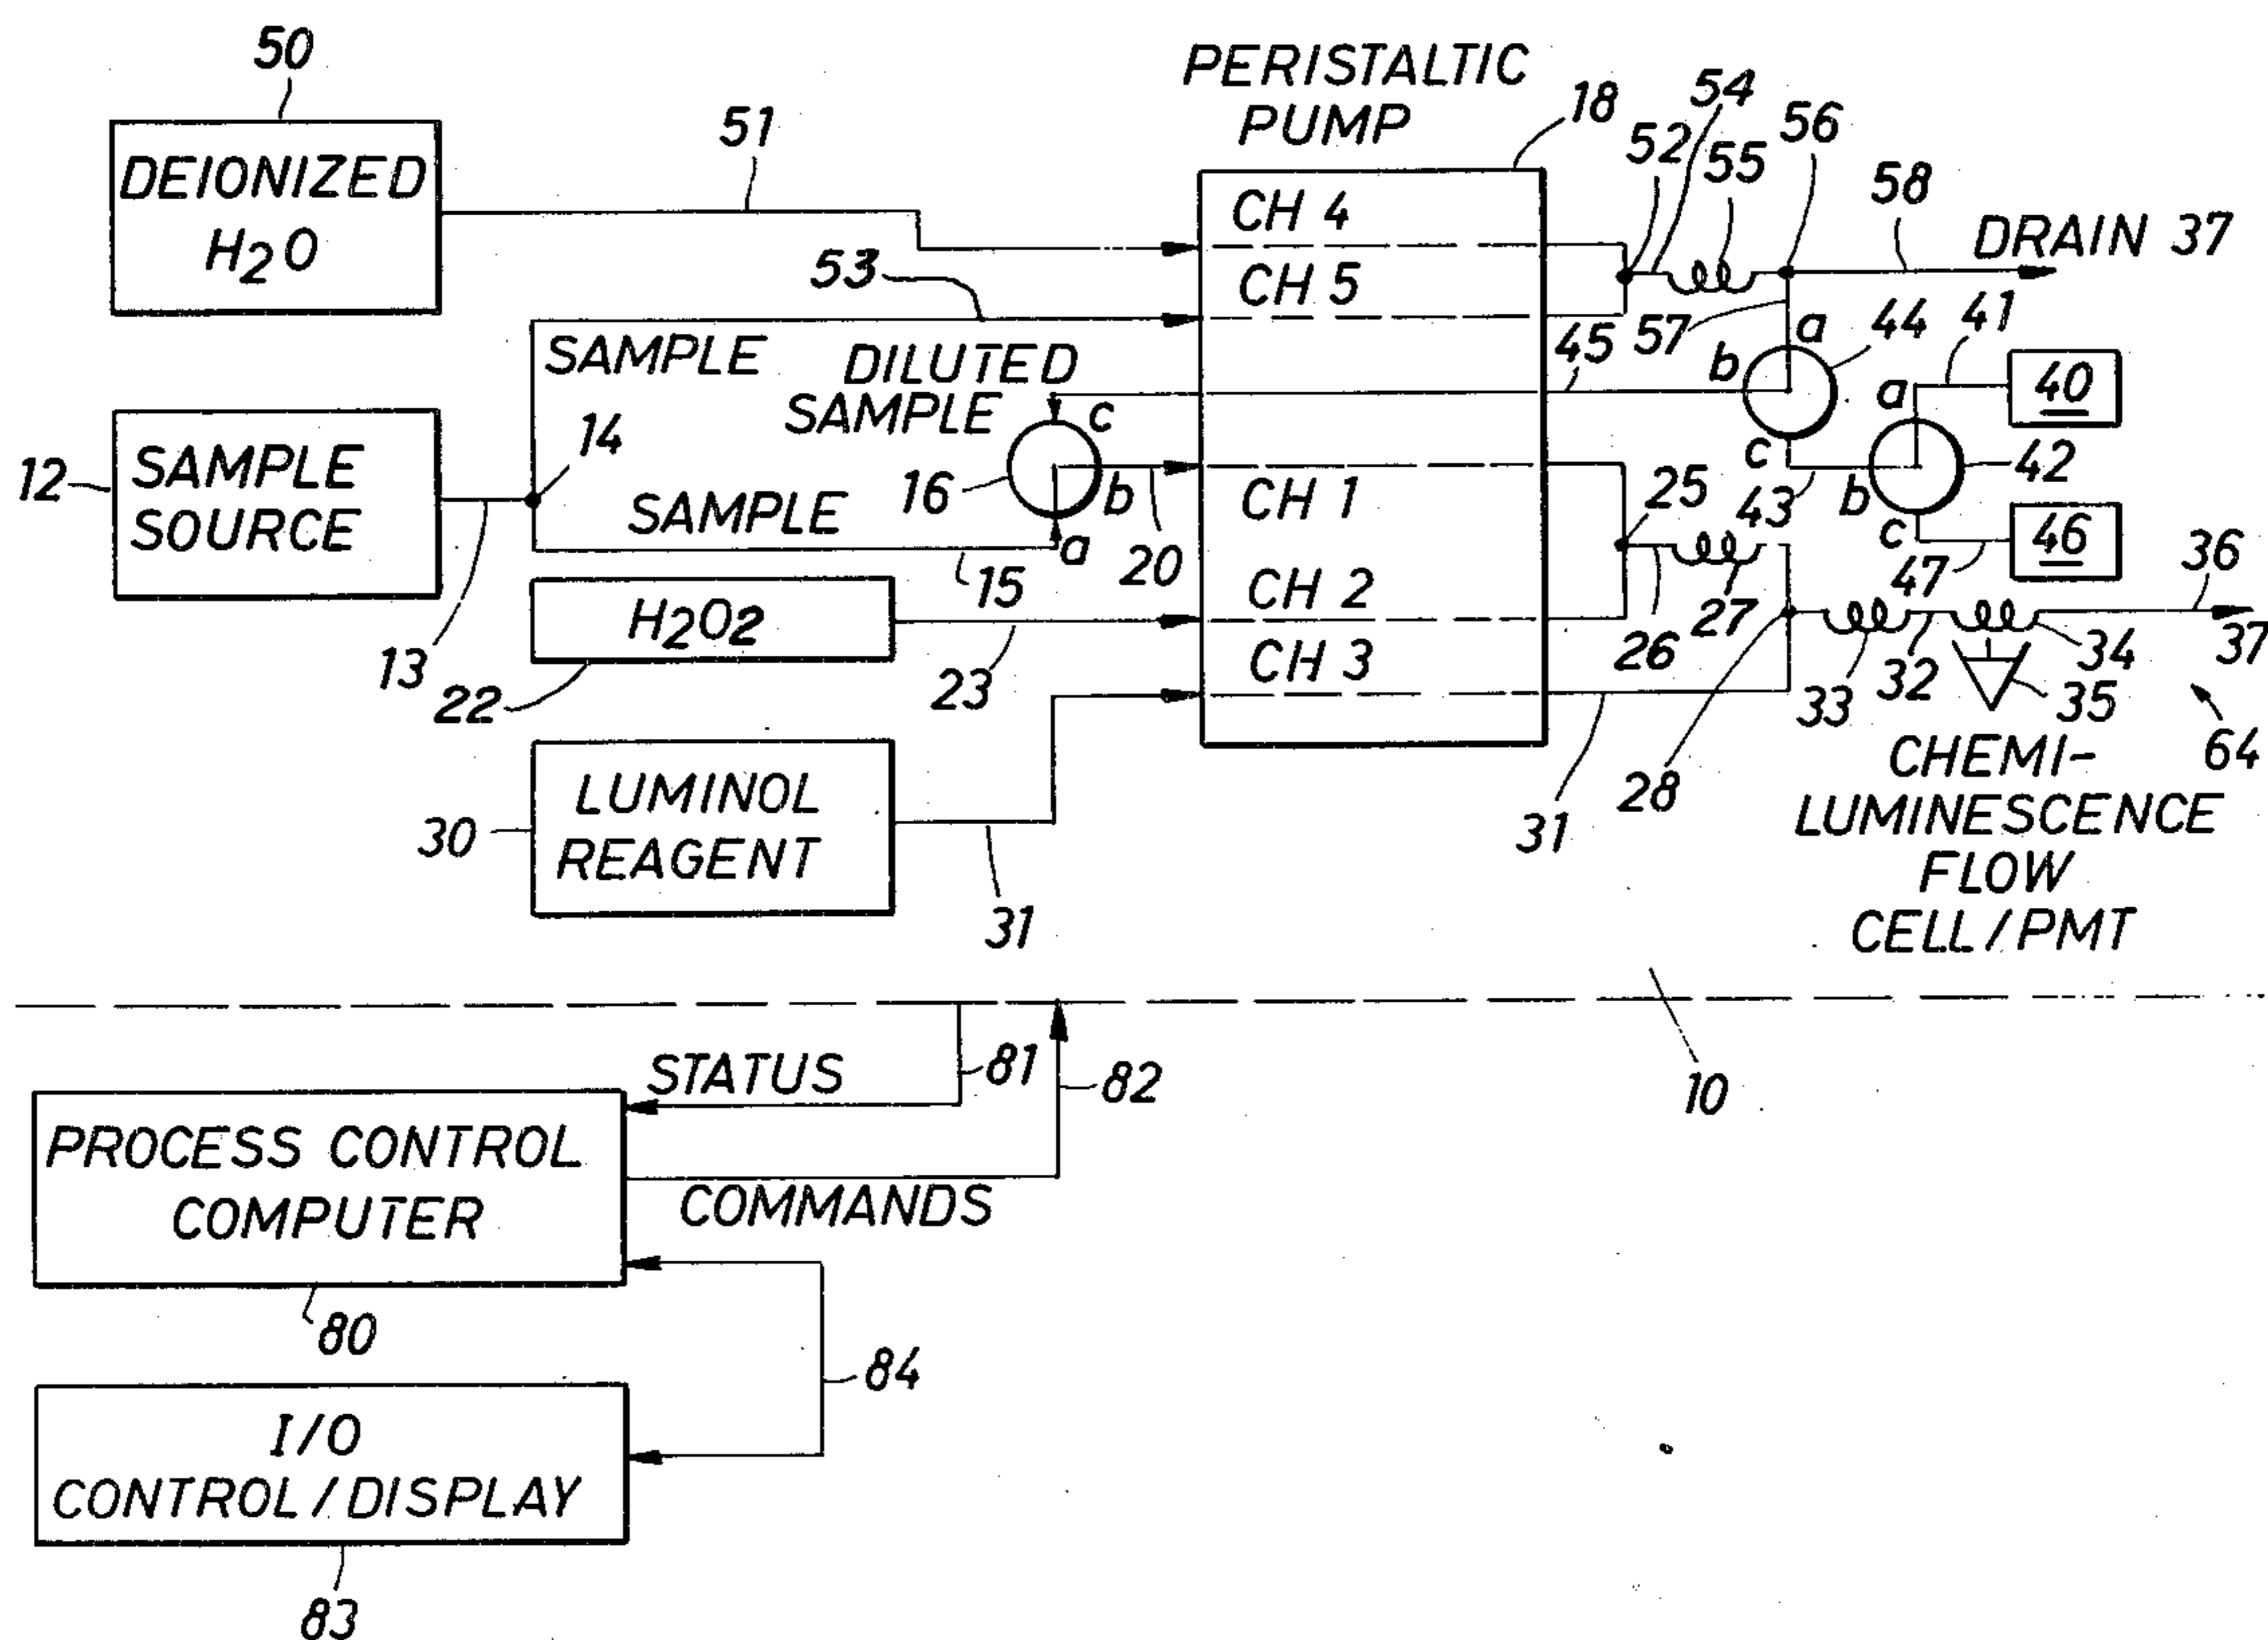 50
DEIONIZED
H2O
51
PERISTALTIC
PUMP
18
52
54
55
56
58
DRAIN 37
CH 4
CH 5
53
SAMPLE
DILUTED
SAMPLE
45
57
a
44
b
c
41
40
a
42
b
c
43
46
47
12
SAMPLE
SOURCE
13
14
SAMPLE
15
16
c
b
a
20
CH 1
CH 2
CH 3
25
26
27
H2O2
22
23
28
33
32
34
35
36
37
64
CHEMI-
LUMINESCENCE
FLOW
CELL/PMT
30
LUMINOL
REAGENT
31
31
10
STATUS
81
82
PROCESS CONTROL
COMPUTER
COMMANDS
80
84
I/O
CONTROL/DISPLAY
83